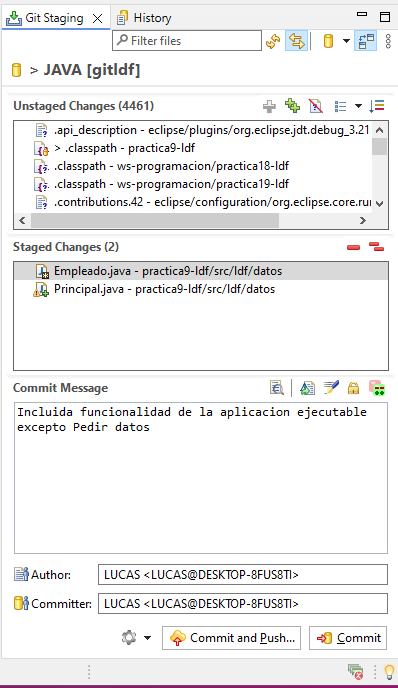 Git Staging
History
Filter files
> JAVA [gitldf]
Unstaged Changes (4461)
.api_description - eclipse/plugins/org.eclipse.jdt.debug_3.21
> .classpath - practica9-ldf
.classpath - ws-programacion/practica18-ldf
.classpath - ws-programacion/practica19-ldf
.contributions.42 - eclipse/configuration/org.eclipse.core.rur
Staged Changes (2)
Empleado.java - practica9-ldf/src/ldf/datos
Principal.java - practica9-ldf/src/ldf/datos
Commit Message
Incluida funcionalidad de la aplicacion ejecutable
excepto Pedir datos
Author: LUCAS <LUCAS@DESKTOP-8FUS8TI>
Committer: LUCAS <LUCAS@DESKTOP-8FUS8TI>
Commit and Push... Commit